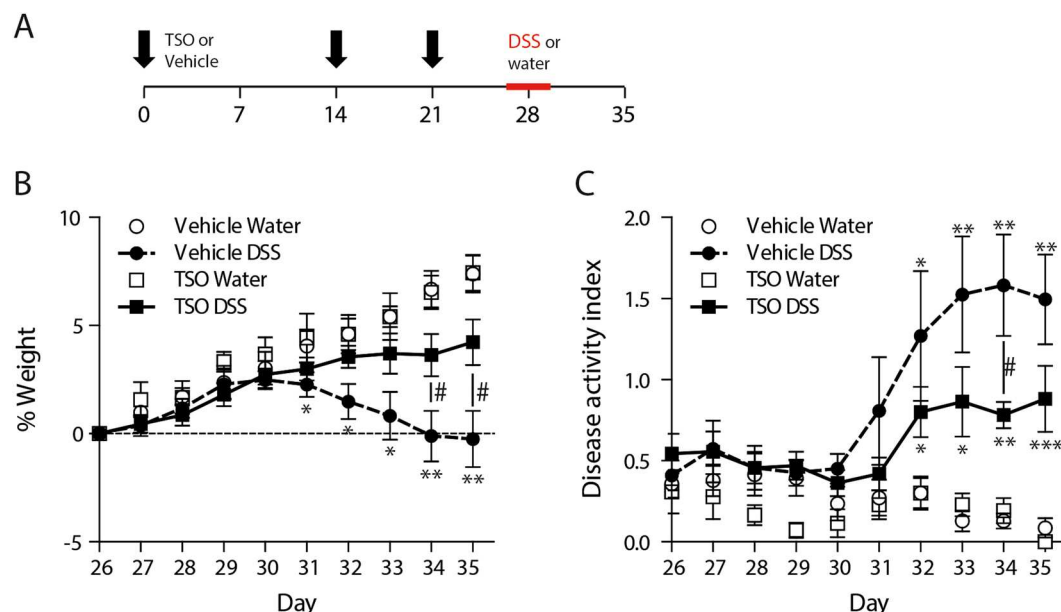 A
TSO or
Vehicle
DSS or
water
0 7 14 21 28 35
B
10
5
0
-5
% Weight
Vehicle Water
Vehicle DSS
TSO Water
TSO DSS
# #
* * * ** **
26 27 28 29 30 31 32 33 34 35
Day
C
2.0
1.5
1.0
0.5
0.0
Disease activity index
Vehicle Water
Vehicle DSS
TSO Water
TSO DSS
* ** ** **
#
* * ** ***
26 27 28 29 30 31 32 33 34 35
Day